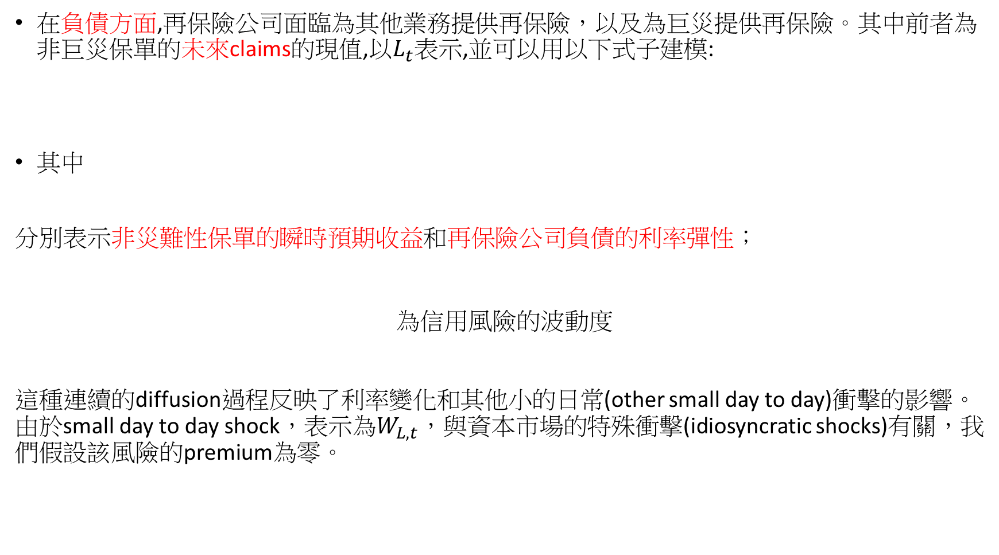 • 在負債方面,再保險公司面臨為其他業務提供再保險，以及為巨災提供再保險。其中前者為
非巨災保單的未來claims的現值,以L_t表示,並可以用以下式子建模:
• 其中
分別表示非災難性保單的瞬時預期收益和再保險公司負債的利率彈性；
為信用風險的波動度
這種連續的diffusion過程反映了利率變化和其他小的日常(other small day to day)衝擊的影響。
由於small day to day shock，表示為W_{L,t}，與資本市場的特殊衝擊(idiosyncratic shocks)有關，我
們假設該風險的premium為零。